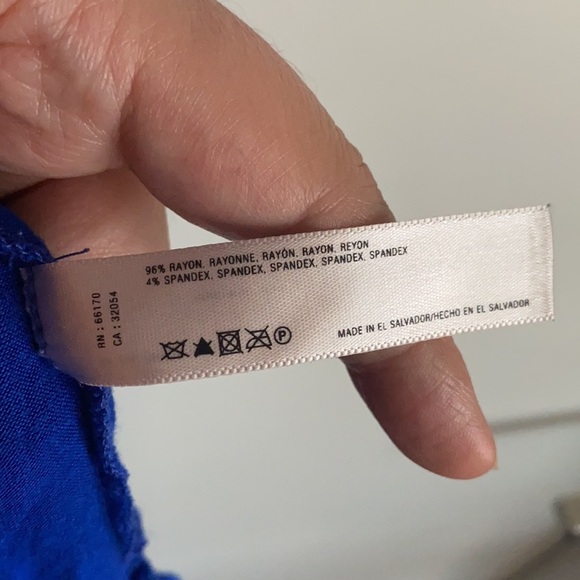 96% RAYON, RAYONNE, RAYÓN, RAYON, REYON
4% SPANDEX, SPANDEX, SPANDEX, SPANDEX, SPANDEX
RN : 66170
CA : 32054
P
MADE IN EL SALVADOR/HECHO EN EL SALVADOR